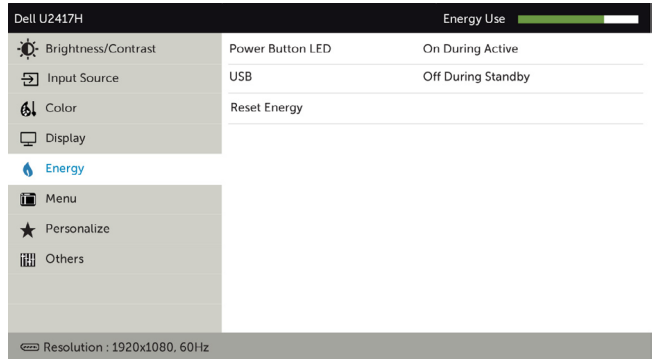 Dell U2417H Energy Use
Brightness/Contrast Power Button LED On During Active
Input Source USB Off During Standby
Color Reset Energy
Display
Energy
Menu
Personalize
Others
Resolution : 1920x1080, 60Hz